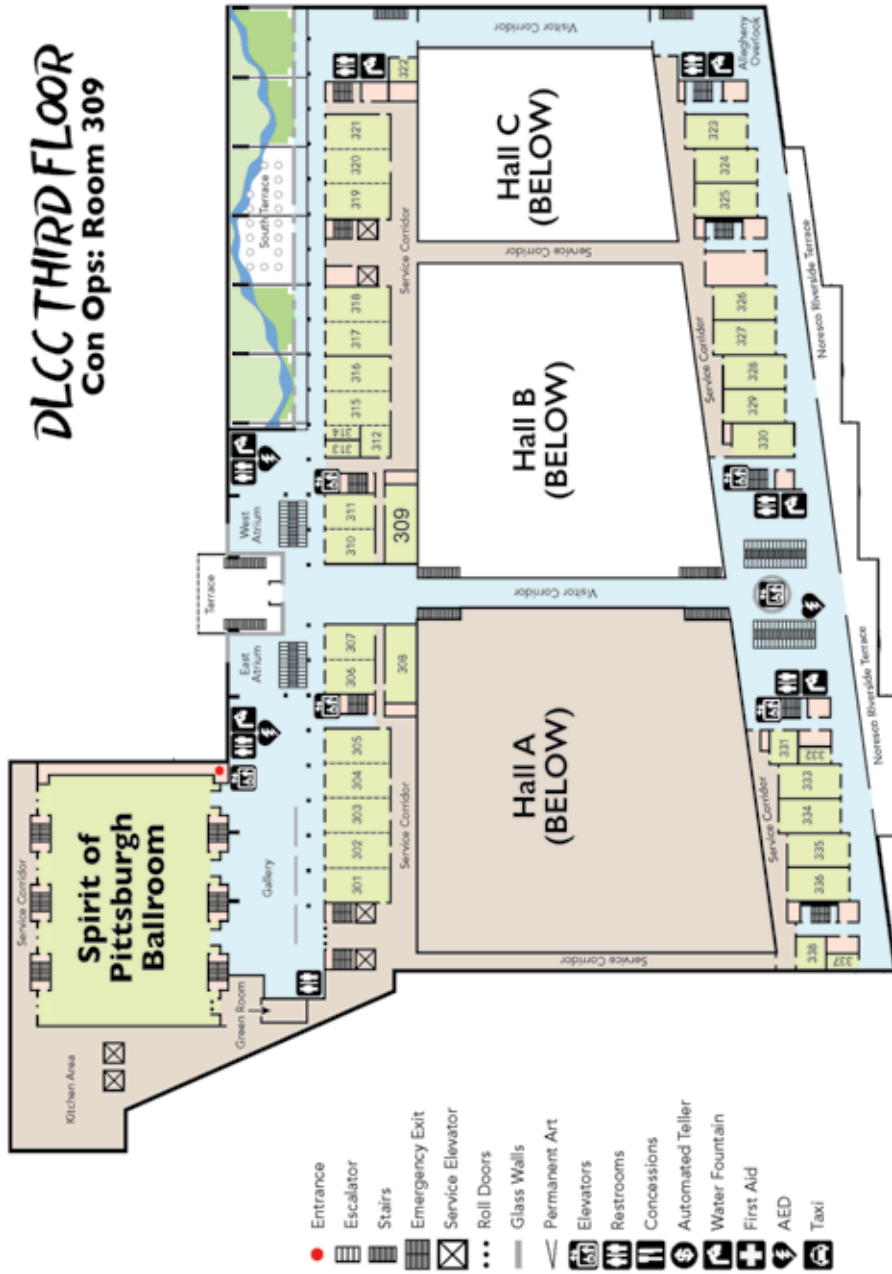 DLCC THIRD FLOOR
Con Ops: Room 309
Kitchen Area
Service Corridor
Spirit of
Pittsburgh
Ballroom
Green Room
Gallery
East
Atrium
Terrace
West
Atrium
South Terrace
301
302
303
304
305
306
307
308
309
310
311
312
313
314
315
316
317
318
319
320
321
322
Service Corridor
Service Corridor
Service Corridor
Hall A
(BELOW)
Visitor Corridor
Hall B
(BELOW)
Service Corridor
Hall C
(BELOW)
Visitor Corridor
Service Corridor
Service Corridor
338
337
336
335
334
333
332
331
330
329
328
327
326
325
324
323
Allegheny
Overlook
Noresco Riverside Terrace
Noresco Riverside Terrace
Entrance
Escalator
Stairs
Emergency Exit
Service Elevator
Roll Doors
Glass Walls
Permanent Art
Elevators
Restrooms
Concessions
Automated Teller
Water Fountain
First Aid
AED
Taxi